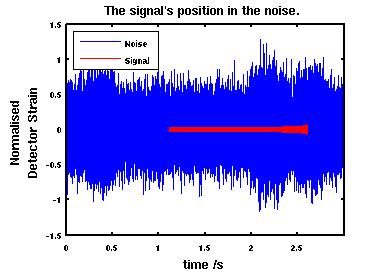 The signal's position in the noise.
Noise
Signal
Normalised
Detector Strain
1.5
1
0.5
0
-0.5
-1
-1.5
0 0.5 1 1.5 2 2.5
time /s